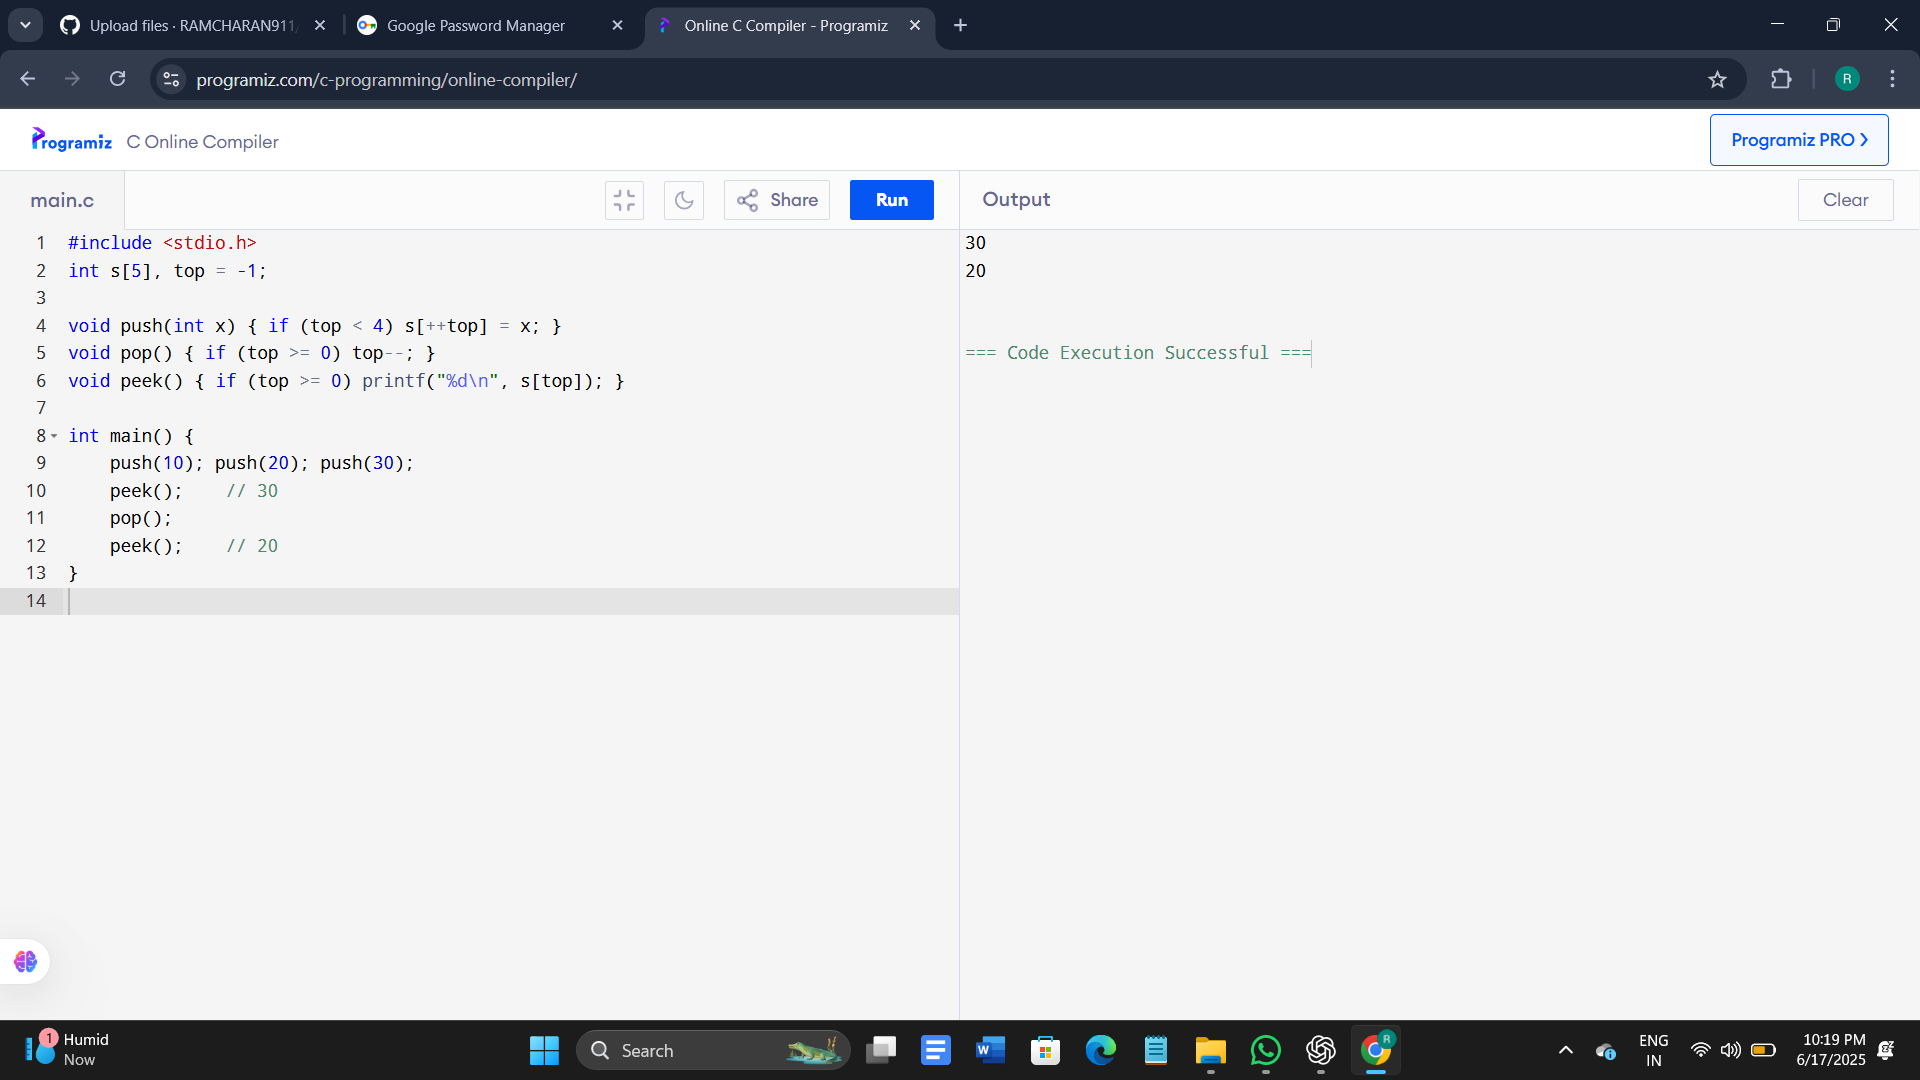 Upload files · RAMCHARAN911/
Google Password Manager
Online C Compiler - Programiz
programiz.com/c-programming/online-compiler/
R
Programiz
C Online Compiler
Programiz PRO
main.c
Share
Run
Output
Clear
1 #include <stdio.h>
2 int s[5], top = -1;
3
4 void push(int x) { if (top < 4) s[++top] = x; }
5 void pop() { if (top >= 0) top--; }
6 void peek() { if (top >= 0) printf("%d\n", s[top]); }
7
8 int main() {
9 push(10); push(20); push(30);
10 peek(); // 30
11 pop();
12 peek(); // 20
13 }
14
30
20
=== Code Execution Successful ===
1
Humid
Now
Search
W
R
ENG
IN
10:19 PM
6/17/2025